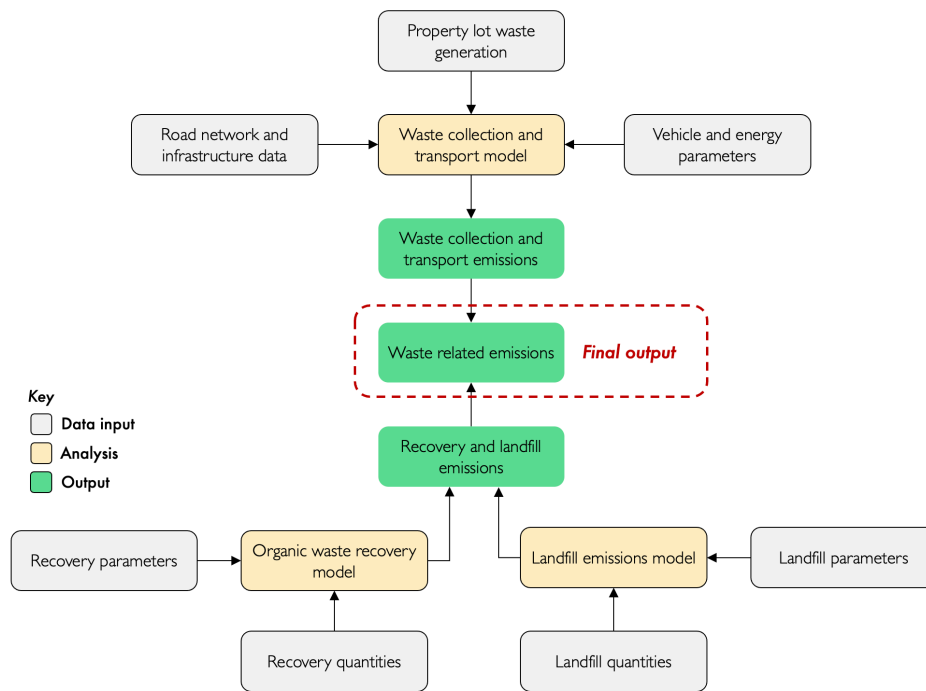 Property lot waste
generation
Road network and
infrastructure data
Waste collection and
transport model
Vehicle and energy
parameters
Waste collection and
transport emissions
Waste related emissions
Final output
Key
Data input
Analysis
Output
Recovery and landfill
emissions
Recovery parameters
Organic waste recovery
model
Landfill emissions model
Landfill parameters
Recovery quantities
Landfill quantities